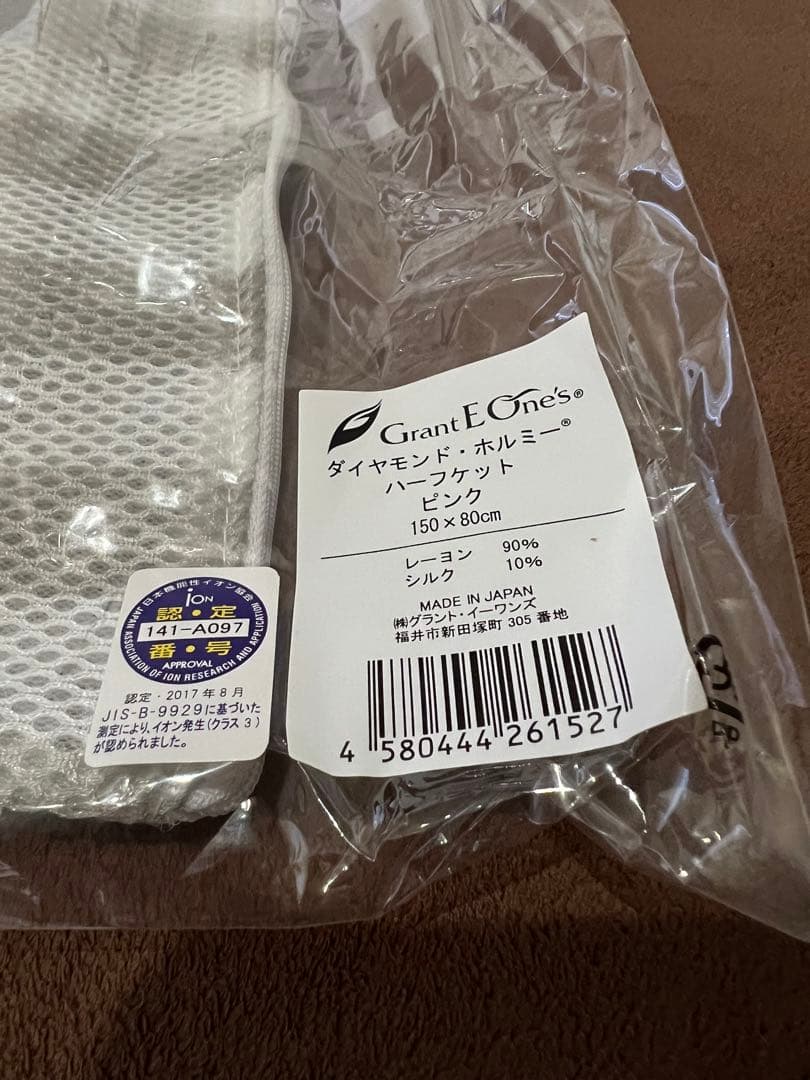 Grant E One's®
ダイヤモンド・ホルミー®
ハーフケット
ピンク
150×80cm
レーヨン 90%
シルク 10%
MADE IN JAPAN
㈱グラント・イーワンズ
福井市新田塚町 305 番地
4 580444 261527
日本機能性イオン協会
ion
認・定
141-A097
番・号
APPROVAL
JAPAN ASSOCIATION OF ION RESEARCH AND APPLICATION
認定・2017年8月
JIS-B-9929に基づいた
測定により、イオン発生(クラス3)
が認められました。